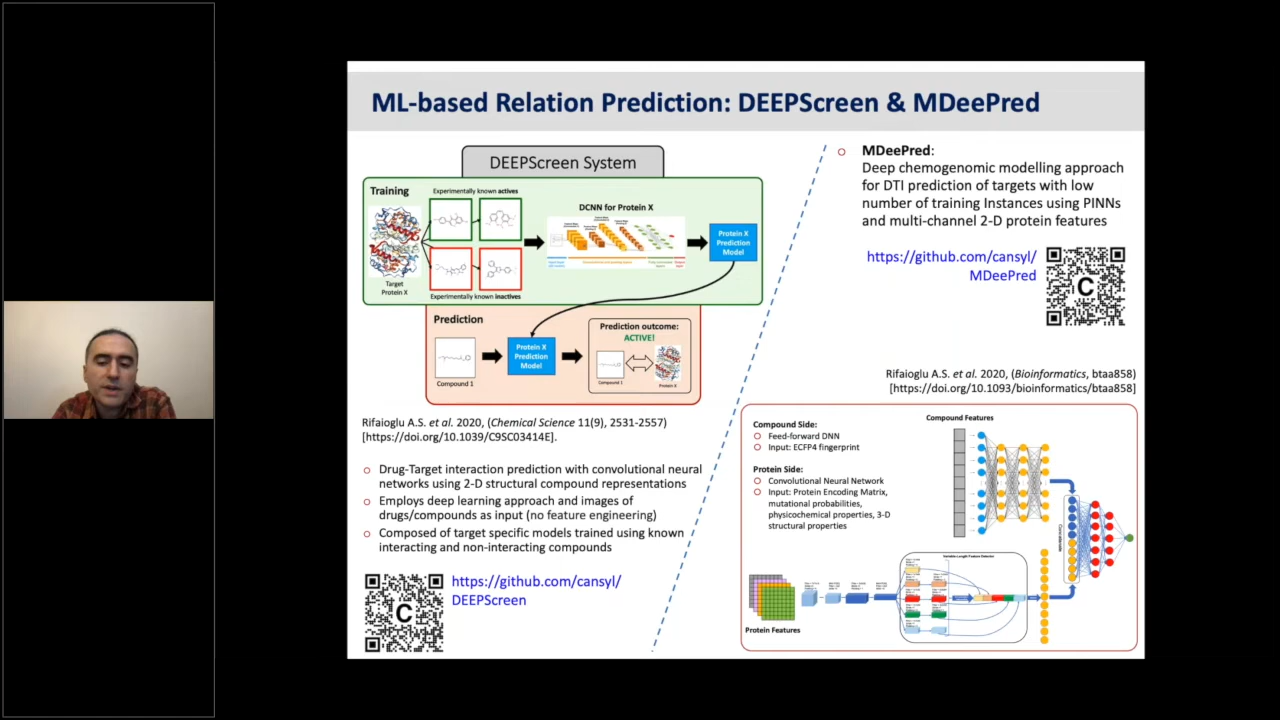 ML-based Relation Prediction: DEEPScreen & MDeePred
DEEPScreen System
Training
Experimentally known actives
Target
Protein X
Experimentally known inactives
DCNN for Protein X
Protein X
Prediction
Model
Prediction
Compound 1
Protein X
Prediction
Model
Prediction outcome:
ACTIVE!
Compound 1
Protein X
Rifaioglu A.S. et al. 2020, (Chemical Science 11(9), 2531-2557)
[https://doi.org/10.1039/C9SC03414E].
Drug-Target interaction prediction with convolutional neural
networks using 2-D structural compound representations
Employs deep learning approach and images of
drugs/compounds as input (no feature engineering)
Composed of target specific models trained using known
interacting and non-interacting compounds
C
https://github.com/cansyl/
DEEPScreen
MDeePred:
Deep chemogenomic modelling approach
for DTI prediction of targets with low
number of training Instances using PINNs
and multi-channel 2-D protein features
https://github.com/cansyl/
MDeePred
C
Rifaioglu A.S. et al. 2020, (Bioinformatics, btaa858)
[https://doi.org/10.1093/bioinformatics/btaa858]
Compound Side:
Feed-forward DNN
Input: ECFP4 fingerprint
Protein Side:
Convolutional Neural Network
Input: Protein Encoding Matrix,
mutational probabilities,
physicochemical properties, 3-D
structural properties
Compound Features
Concatenate
Variable Length Feature Detector
Protein Features